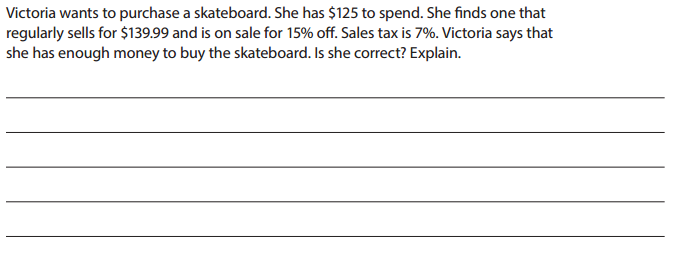 Victoria wants to purchase a skateboard. She has $125 to spend. She finds one that
regularly sells for $139.99 and is on sale for 15% off. Sales tax is 7%. Victoria says that
she has enough money to buy the skateboard. Is she correct? Explain.